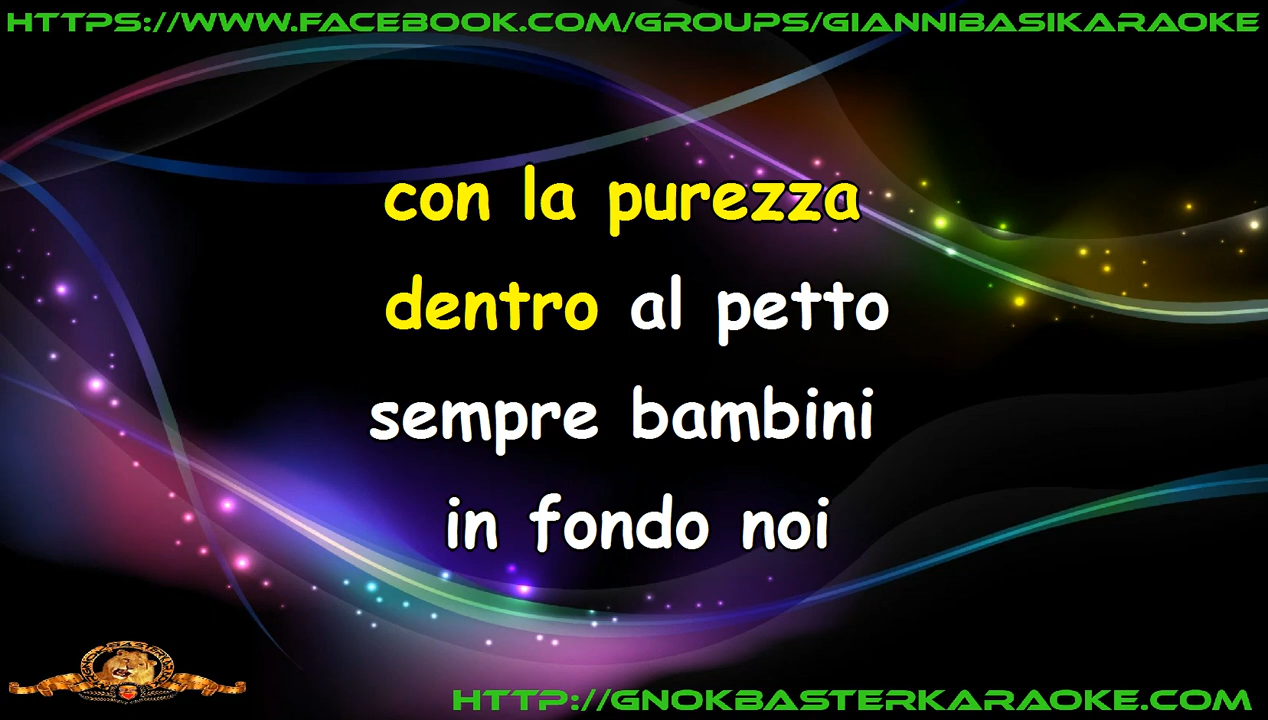 HTTPS://WWW.FACEBOOK.COM/GROUPS/GIANNIBASIKARAOKE
con la purezza
dentro al petto
sempre bambini
in fondo noi
HTTP://GNOKBASTERKARAOKE.COM